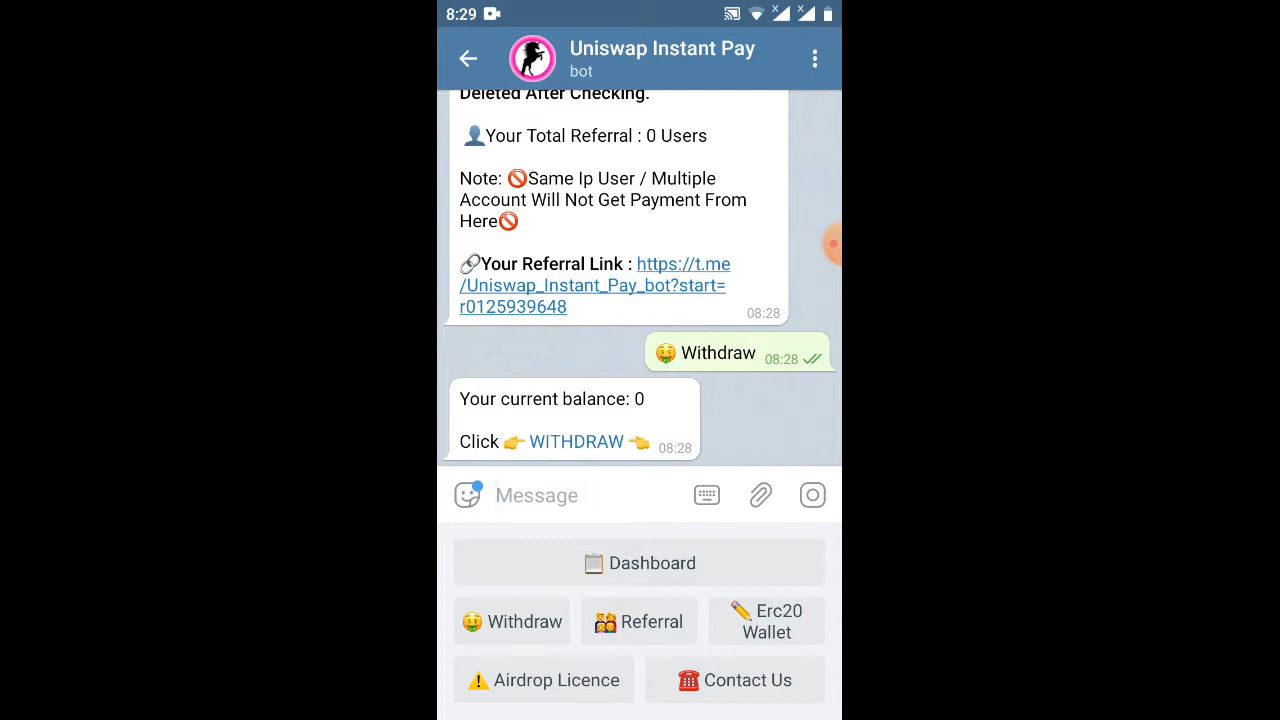 8:29
Uniswap Instant Pay
bot
Deleted After Checking.
👤Your Total Referral : 0 Users
Note: 🚫Same Ip User / Multiple
Account Will Not Get Payment From
Here🚫
🔗Your Referral Link : https://t.me
/Uniswap_Instant_Pay_bot?start=
r0125939648
08:28
🤑 Withdraw 08:28
Your current balance: 0
Click 👉 WITHDRAW 👈 08:28
Message
📋 Dashboard
🤑 Withdraw
👨‍👩‍👧‍👦 Referral
✏️ Erc20
Wallet
⚠️ Airdrop Licence
☎️ Contact Us